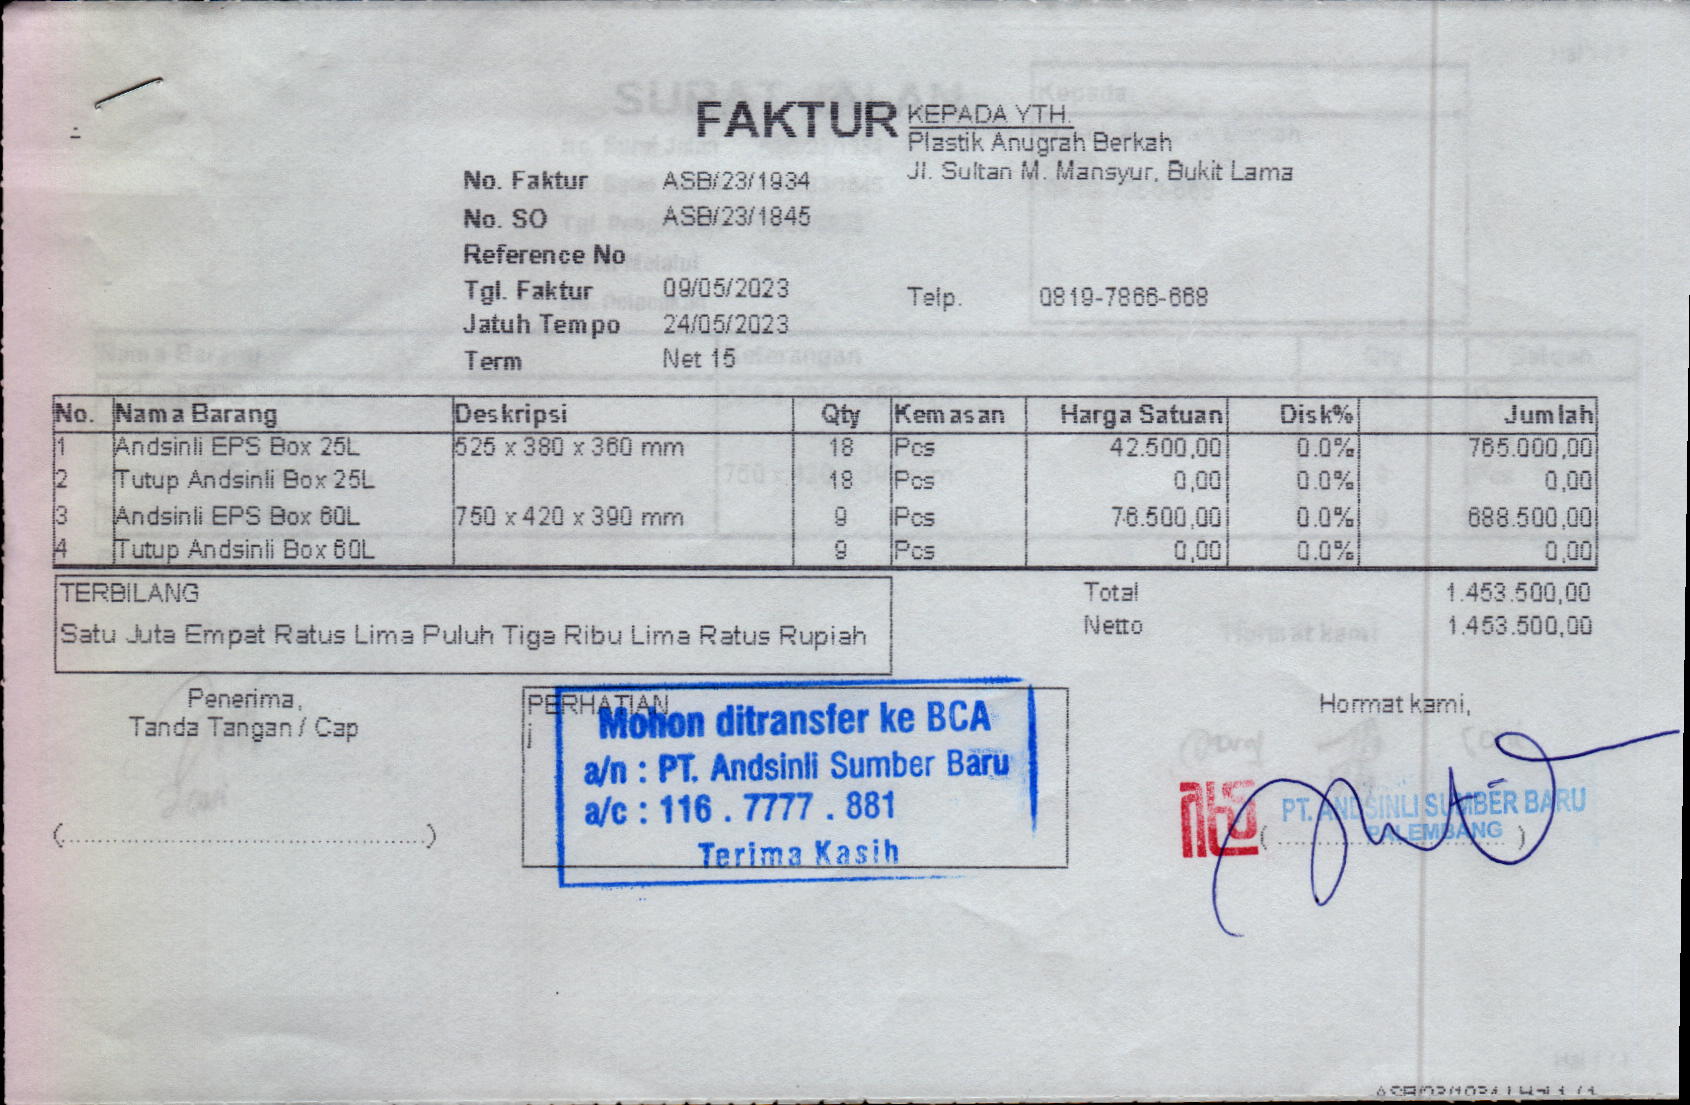 FAKTUR
KEPADA YTH.
Plastik Anugrah Berkah
Jl. Sultan M. Mansyur, Bukit Lama
No. Faktur ASB/23/1934
No. SO ASB/23/1845
Reference No
Tgl. Faktur 09/05/2023
Telp. 0819-7866-668
Jatuh Tempo 24/05/2023
Term Net 15
No. Nama Barang Deskripsi Qty Kemasan Harga Satuan Disk% Jumlah
1 Andsinli EPS Box 25L 525 x 380 x 360 mm 18 Pcs 42.500,00 0.0% 765.000,00
2 Tutup Andsinli Box 25L 18 Pcs 0,00 0.0% 0,00
3 Andsinli EPS Box 60L 750 x 420 x 390 mm 9 Pcs 76.500,00 0.0% 688.500,00
4 Tutup Andsinli Box 60L 9 Pcs 0,00 0.0% 0,00
TERBILANG
Satu Juta Empat Ratus Lima Puluh Tiga Ribu Lima Ratus Rupiah
Total 1.453.500,00
Netto 1.453.500,00
Penerima,
Tanda Tangan / Cap
(............................................)
PERHATIAN
j
Mohon ditransfer ke BCA
a/n : PT. Andsinli Sumber Baru
a/c : 116 . 7777 . 881
Terima Kasih
Hormat kami,
PT. ANDSINLI SUMBER BARU
PALEMBANG